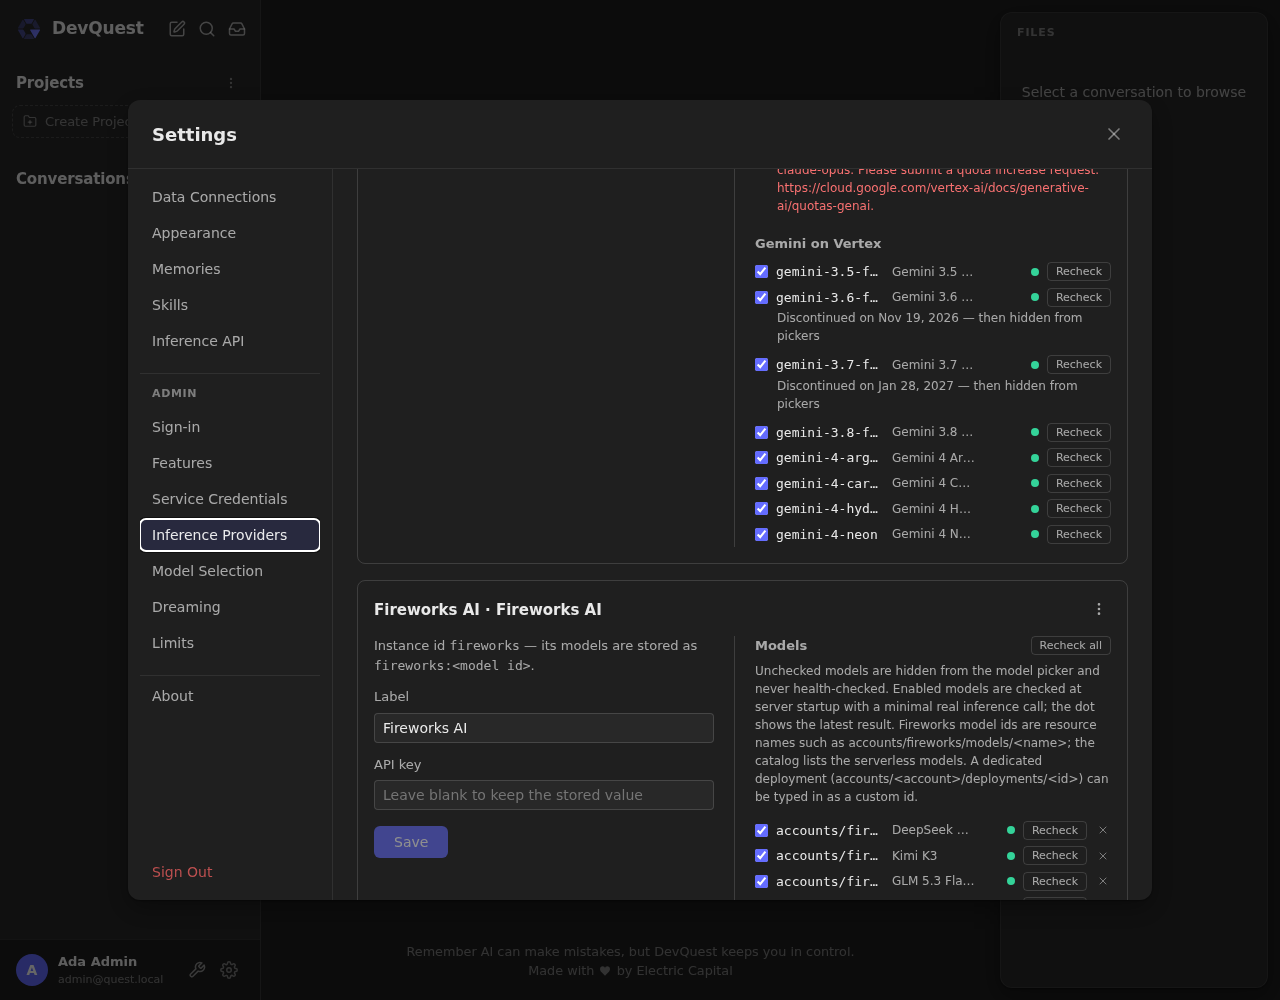 DevQuest
Projects
Create Projec
Conversations
FILES
Select a conversation to browse
Settings
Data Connections
Appearance
Memories
Skills
Inference API
ADMIN
Sign-in
Features
Service Credentials
Inference Providers
Model Selection
Dreaming
Limits
About
Sign Out
claude-opus. Please submit a quota increase request.
https://cloud.google.com/vertex-ai/docs/generative-
ai/quotas-genai.
Gemini on Vertex
gemini-3.5-f… Gemini 3.5 … Recheck
gemini-3.6-f… Gemini 3.6 … Recheck
Discontinued on Nov 19, 2026 — then hidden from
pickers
gemini-3.7-f… Gemini 3.7 … Recheck
Discontinued on Jan 28, 2027 — then hidden from
pickers
gemini-3.8-f… Gemini 3.8 … Recheck
gemini-4-arg… Gemini 4 Ar… Recheck
gemini-4-car… Gemini 4 C… Recheck
gemini-4-hyd… Gemini 4 H… Recheck
gemini-4-neon Gemini 4 N… Recheck
Fireworks AI · Fireworks AI
Instance id fireworks — its models are stored as
fireworks:<model id>.
Label
Fireworks AI
API key
Leave blank to keep the stored value
Save
Models Recheck all
Unchecked models are hidden from the model picker and
never health-checked. Enabled models are checked at
server startup with a minimal real inference call; the dot
shows the latest result. Fireworks model ids are resource
names such as accounts/fireworks/models/<name>; the
catalog lists the serverless models. A dedicated
deployment (accounts/<account>/deployments/<id>) can
be typed in as a custom id.
accounts/fir… DeepSeek … Recheck
accounts/fir… Kimi K3 Recheck
accounts/fir… GLM 5.3 Fla… Recheck
A
Ada Admin
admin@quest.local
Remember AI can make mistakes, but DevQuest keeps you in control.
Made with ♥ by Electric Capital